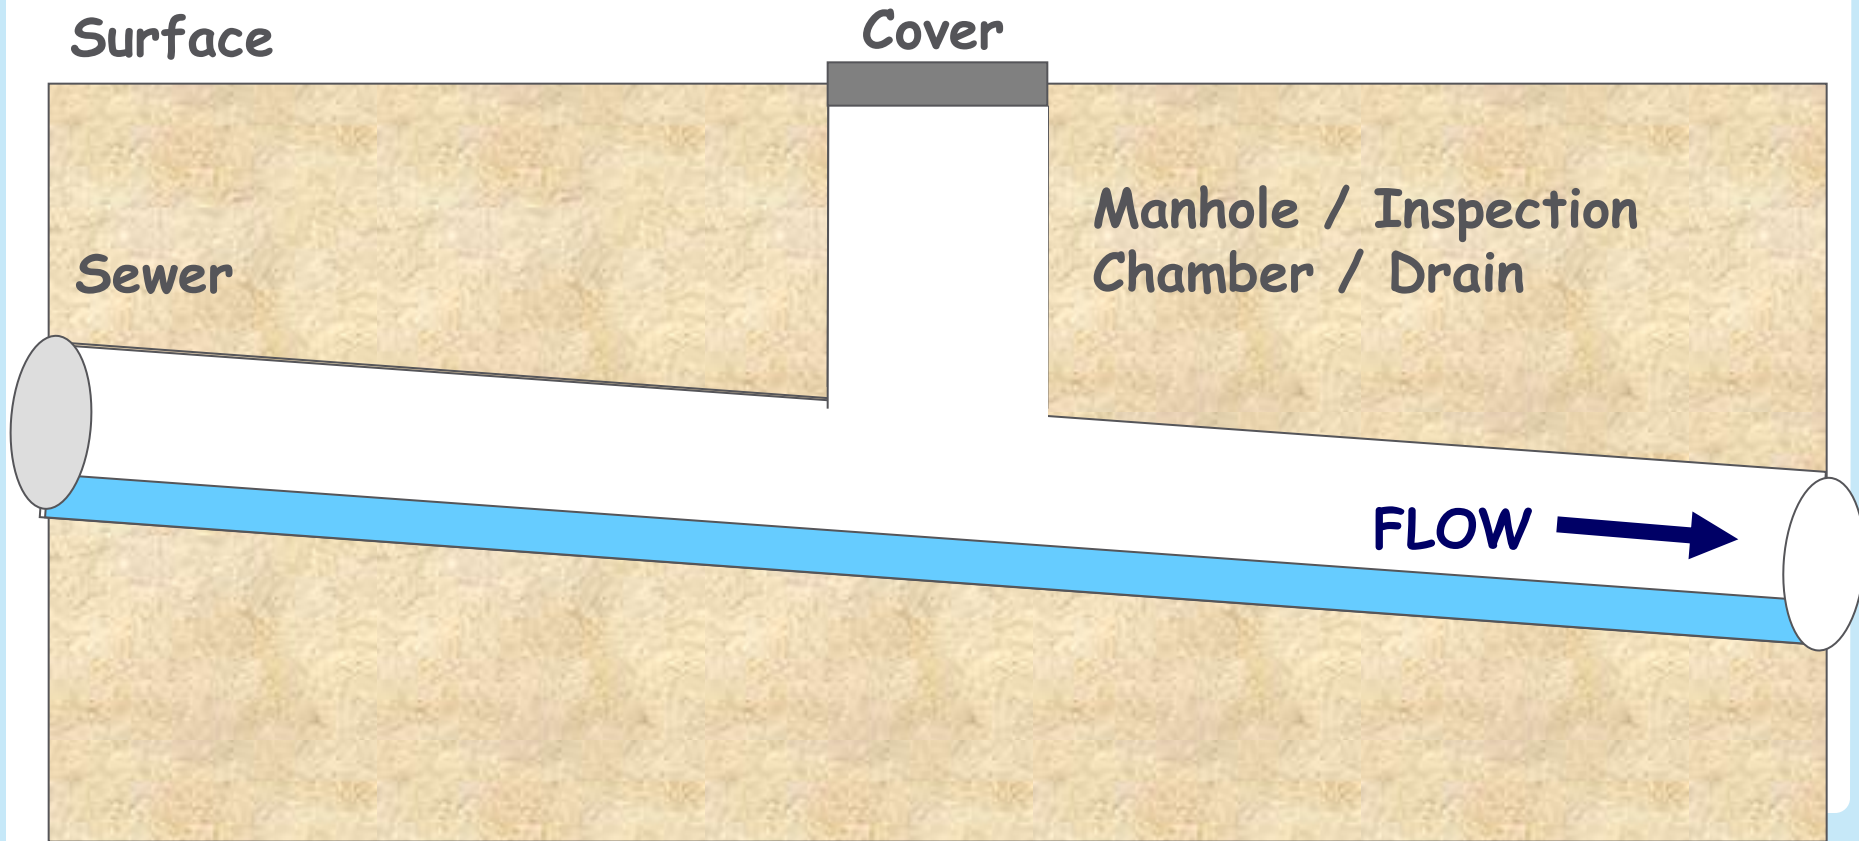 Surface
Cover
Manhole / Inspection
Chamber / Drain
Sewer
FLOW